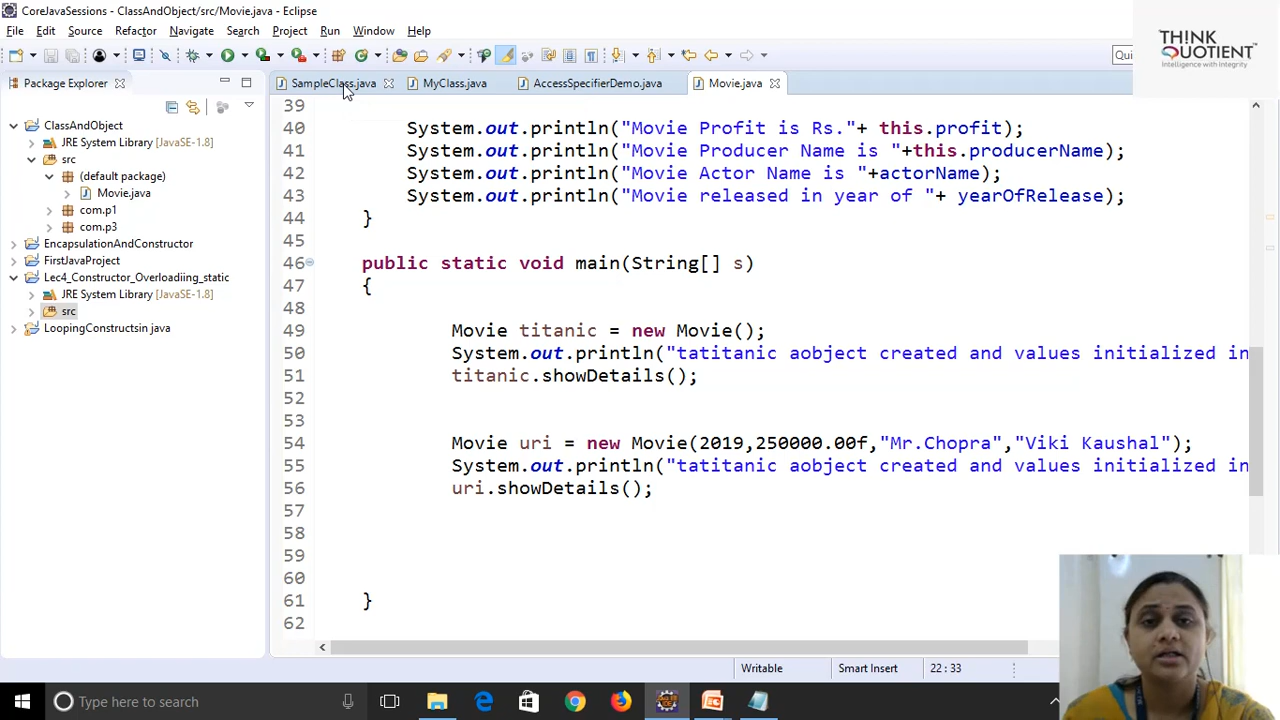 CoreJavaSessions - ClassAndObject/src/Movie.java - Eclipse
File Edit Source Refactor Navigate Search Project Run Window Help
THINK
QUOTIENT
Intelligence with Integrity
Qui
Package Explorer
SampleClass.java MyClass.java AccessSpecifierDemo.java Movie.java
ClassAndObject
JRE System Library [JavaSE-1.8]
src
(default package)
Movie.java
com.p1
com.p3
EncapsulationAndConstructor
FirstJavaProject
Lec4_Constructor_Overloadiing_static
JRE System Library [JavaSE-1.8]
src
LoopingConstructsin java
39
40 System.out.println("Movie Profit is Rs."+ this.profit);
41 System.out.println("Movie Producer Name is "+this.producerName);
42 System.out.println("Movie Actor Name is "+actorName);
43 System.out.println("Movie released in year of "+ yearOfRelease);
44 }
45
46 public static void main(String[] s)
47 {
48
49 Movie titanic = new Movie();
50 System.out.println("tatitanic aobject created and values initialized in
51 titanic.showDetails();
52
53
54 Movie uri = new Movie(2019,250000.00f,"Mr.Chopra","Viki Kaushal");
55 System.out.println("tatitanic aobject created and values initialized in
56 uri.showDetails();
57
58
59
60
61 }
62
Writable Smart Insert 22 : 33
Type here to search